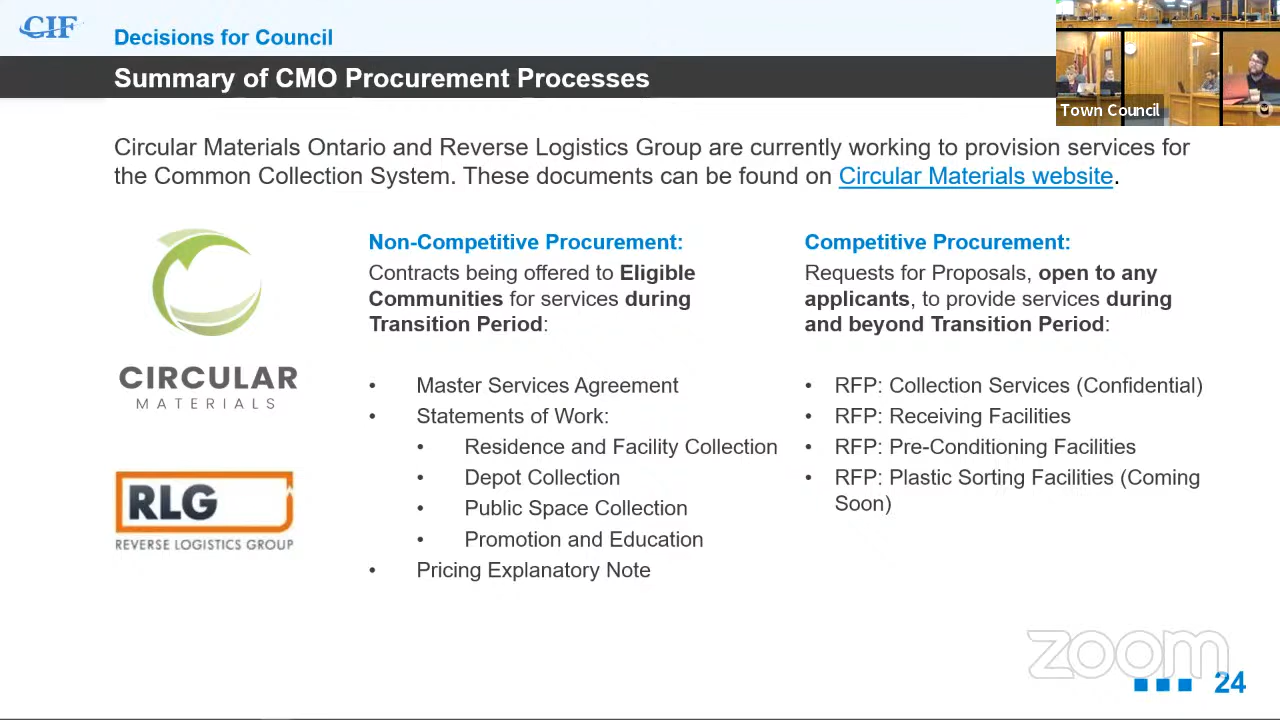 CIF
Decisions for Council
Summary of CMO Procurement Processes
Town Council
Circular Materials Ontario and Reverse Logistics Group are currently working to provision services for
the Common Collection System. These documents can be found on Circular Materials website.
CIRCULAR
MATERIALS
RLG
REVERSE LOGISTICS GROUP
Non-Competitive Procurement:
Contracts being offered to Eligible
Communities for services during
Transition Period:
• Master Services Agreement
• Statements of Work:
• Residence and Facility Collection
• Depot Collection
• Public Space Collection
• Promotion and Education
• Pricing Explanatory Note
Competitive Procurement:
Requests for Proposals, open to any
applicants, to provide services during
and beyond Transition Period:
• RFP: Collection Services (Confidential)
• RFP: Receiving Facilities
• RFP: Pre-Conditioning Facilities
• RFP: Plastic Sorting Facilities (Coming
Soon)
zoom
24